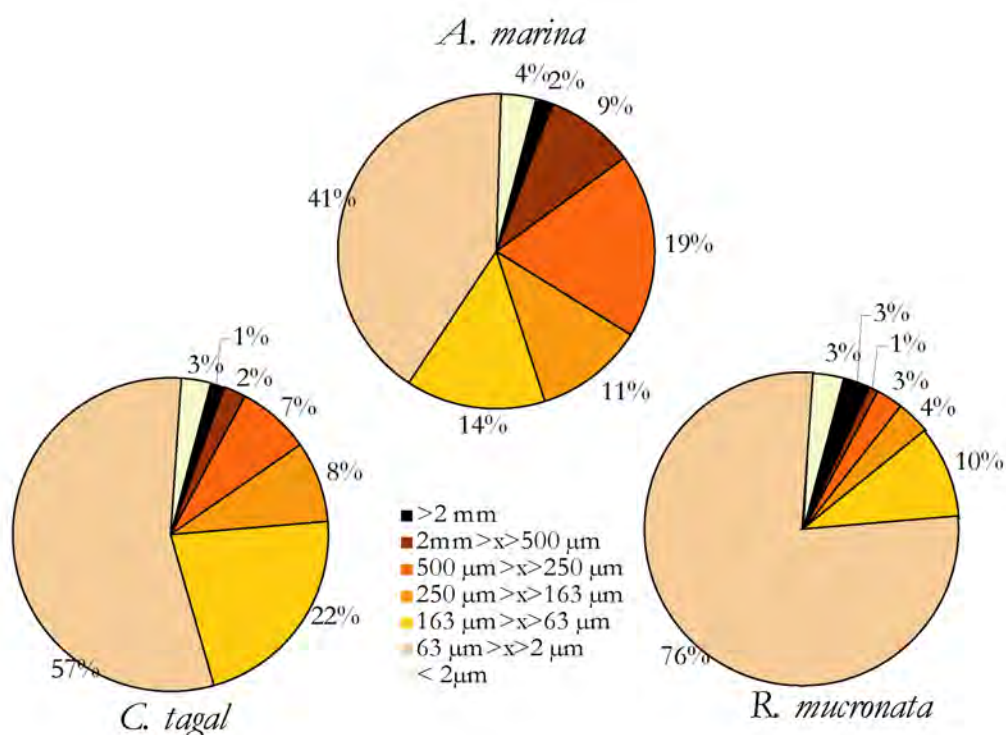 A. marina
4%
2%
9%
41%
19%
11%
14%
1%
3%
2%
7%
8%
22%
57%
C. tagal
3%
3%
1%
3%
4%
10%
76%
R. mucronata
>2 mm
2mm>x>500 µm
500 µm>x>250 µm
250 µm>x>163 µm
163 µm>x>63 µm
63 µm>x>2 µm
< 2µm